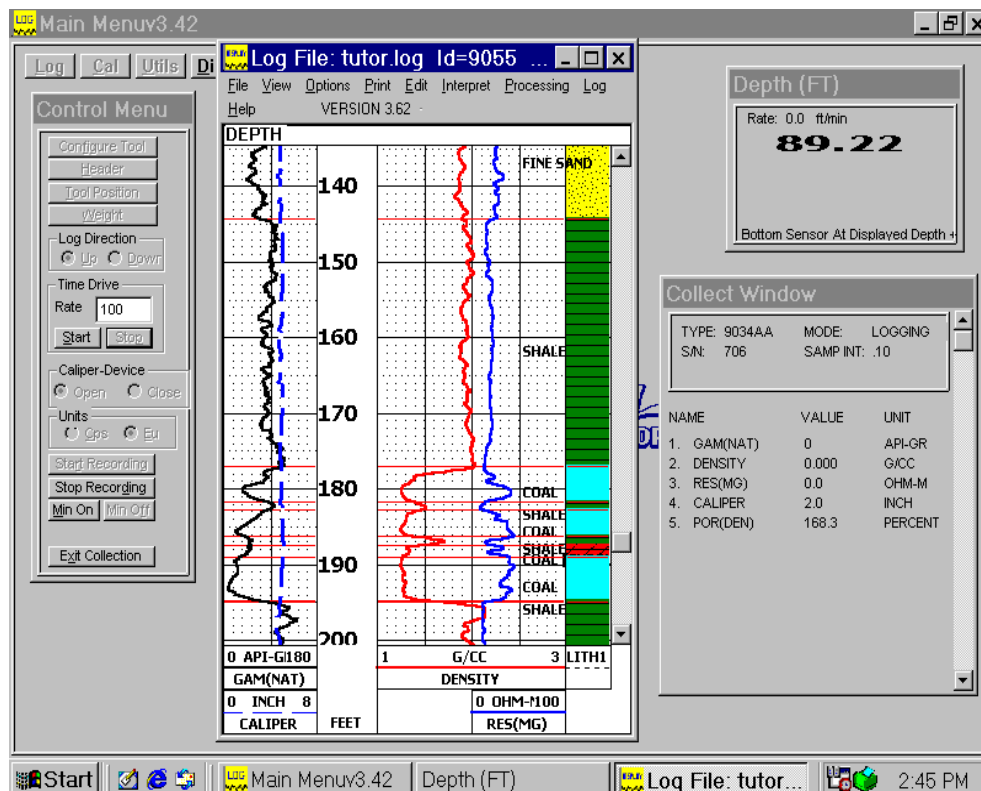 LOG Main Menuv3.42
Log Cal Utils Di
Control Menu
Configure Tool
Header
Tool Position
Weight
Log Direction
Up Down
Time Drive
Rate 100
Start Stop
Caliper-Device
Open Close
Units
Cps Eu
Start Recording
Stop Recording
Min On Min Off
Exit Collection
Log File: tutor.log Id=9055 ...
File View Options Print Edit Interpret Processing Log
Help VERSION 3.62 -
DEPTH
FINE SAND
140
150
160
SHALE
170
180
COAL
SHALE
COAL
SHALE
COAL
190
COAL
SHALE
200
0 API-GR 180
1 G/CC 3
LITH1
GAM(NAT)
DENSITY
0 INCH 8
0 OHM-M 100
CALIPER
FEET
RES(MG)
Depth (FT)
Rate: 0.0 ft/min
89.22
Bottom Sensor At Displayed Depth +
Collect Window
TYPE: 9034AA MODE: LOGGING
S/N: 706 SAMP INT: .10
NAME VALUE UNIT
1. GAM(NAT) 0 API-GR
2. DENSITY 0.000 G/CC
3. RES(MG) 0.0 OHM-M
4. CALIPER 2.0 INCH
5. POR(DEN) 168.3 PERCENT
Start
LOG Main Menuv3.42
Depth (FT)
Log File: tutor...
2:45 PM